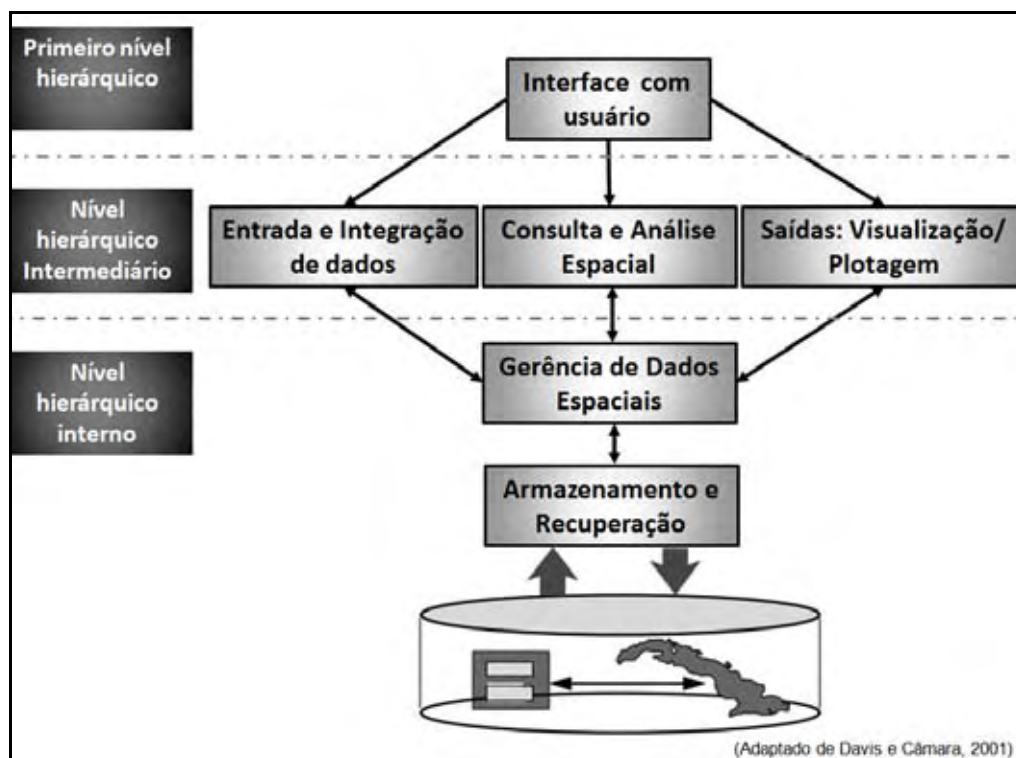 Primeiro nível
hierárquico
Interface com
usuário
Nível
hierárquico
Intermediário
Entrada e Integração
de dados
Consulta e Análise
Espacial
Saídas: Visualização/
Plotagem
Nível
hierárquico
interno
Gerência de Dados
Espaciais
Armazenamento e
Recuperação
(Adaptado de Davis e Câmara, 2001)